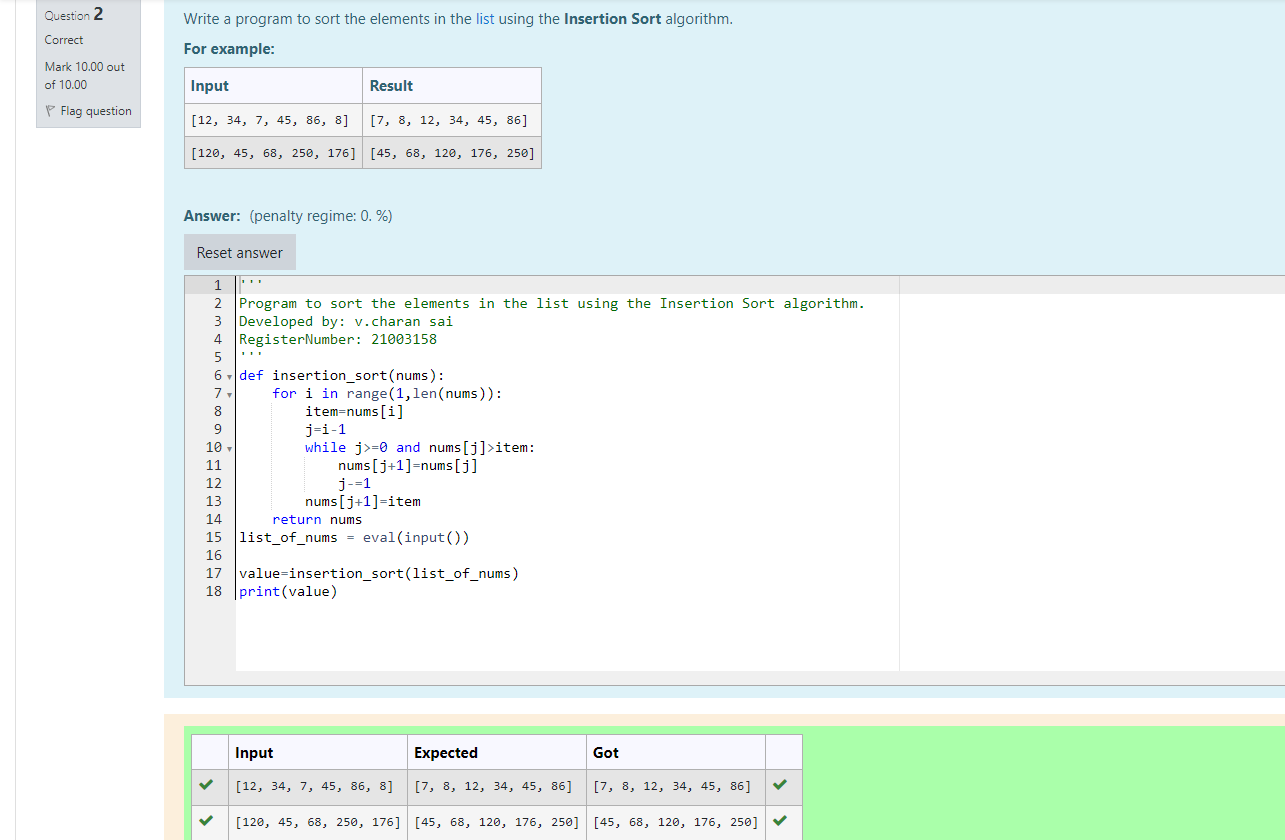 Question 2
Correct
Mark 10.00 out
of 10.00
Flag question
Write a program to sort the elements in the list using the Insertion Sort algorithm.
For example:
Input Result
[12, 34, 7, 45, 86, 8] [7, 8, 12, 34, 45, 86]
[120, 45, 68, 250, 176] [45, 68, 120, 176, 250]
Answer: (penalty regime: 0. %)
Reset answer
1 '''
2 Program to sort the elements in the list using the Insertion Sort algorithm.
3 Developed by: v.charan sai
4 RegisterNumber: 21003158
5 '''
6 def insertion_sort(nums):
7     for i in range(1,len(nums)):
8         item=nums[i]
9         j=i-1
10         while j>=0 and nums[j]>item:
11             nums[j+1]=nums[j]
12             j-=1
13         nums[j+1]=item
14     return nums
15 list_of_nums = eval(input())
16
17 value=insertion_sort(list_of_nums)
18 print(value)
Input Expected Got
[12, 34, 7, 45, 86, 8] [7, 8, 12, 34, 45, 86] [7, 8, 12, 34, 45, 86]
[120, 45, 68, 250, 176] [45, 68, 120, 176, 250] [45, 68, 120, 176, 250]